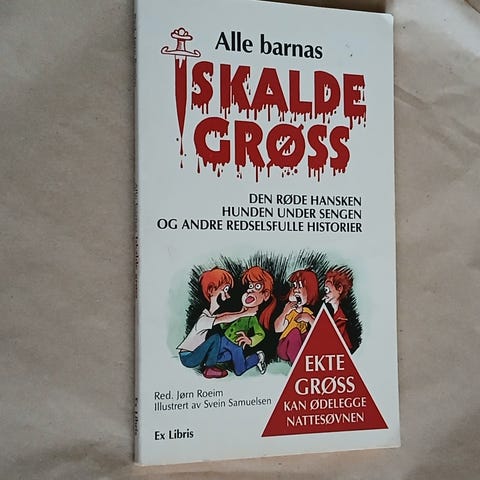 Alle barnas
ISKALDE
GRØSS
DEN RØDE HANSKEN
HUNDEN UNDER SENGEN
OG ANDRE REDSELSFULLE HISTORIER
EKTE
GRØSS
KAN ØDELEGGE
NATTESØVNEN
Red. Jørn Roeim
Illustrert av Svein Samuelsen
Ex Libris